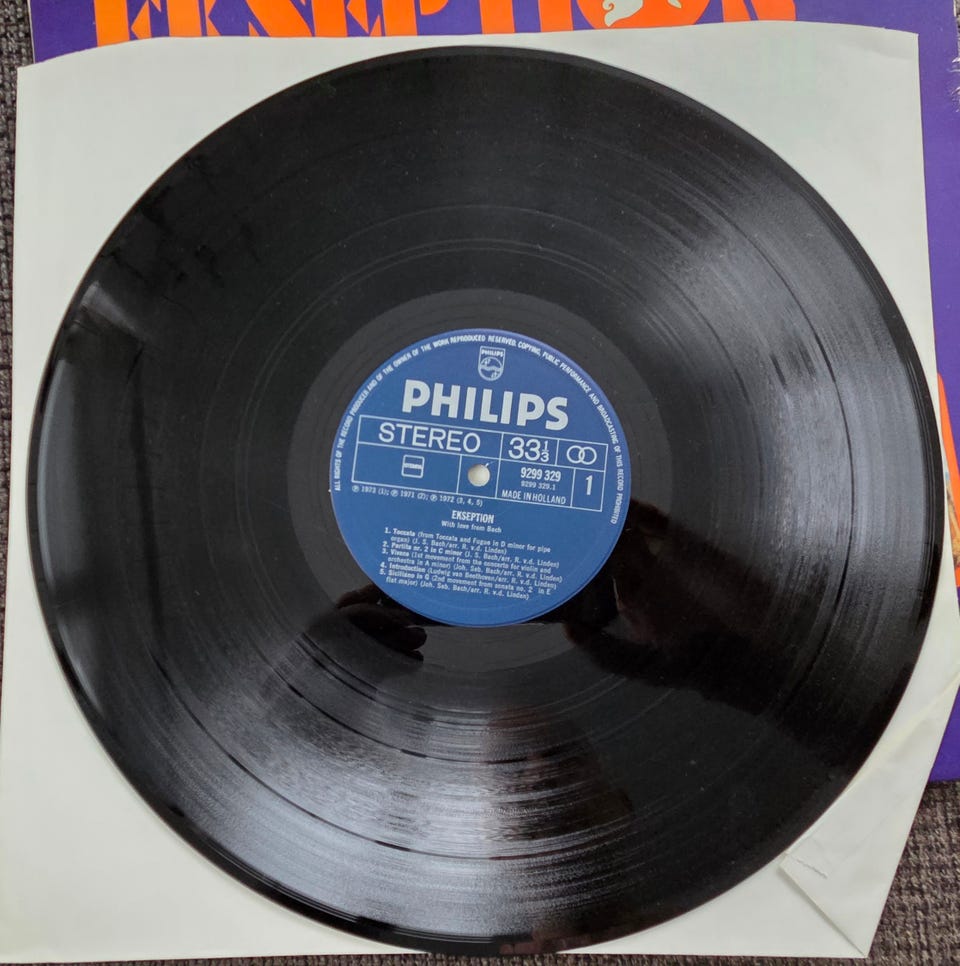 EKSEPTION
ALL RIGHTS OF THE RECORD PRODUCER AND OF THE OWNER OF THE WORK REPRODUCED RESERVED. COPYING, PUBLIC PERFORMANCE AND BROADCASTING OF THIS RECORD PROHIBITED
PHILIPS
PHILIPS
STEREO 33⅓
STEMRA 9299 329 1
9299 329.1
MADE IN HOLLAND
℗ 1973 (1); ℗ 1971 (2); ℗ 1972 (3, 4, 5)
EKSEPTION
With love from Bach
1. Toccata (from Toccata and Fugue in D minor for pipe
organ) (J. S. Bach/arr. R. v.d. Linden)
2. Partita nr. 2 in C minor (J. S. Bach/arr. R. v.d. Linden)
3. Vivace (1st movement from the concerto for violin and
orchestra in A minor) (Joh. Seb. Bach/arr. R. v.d. Linden)
4. Introduction (Ludwig van Beethoven/arr. R. v.d. Linden)
5. Siciliano in G (2nd movement from sonata no. 2 in E
flat major) (Joh. Seb. Bach/arr. R. v.d. Linden)